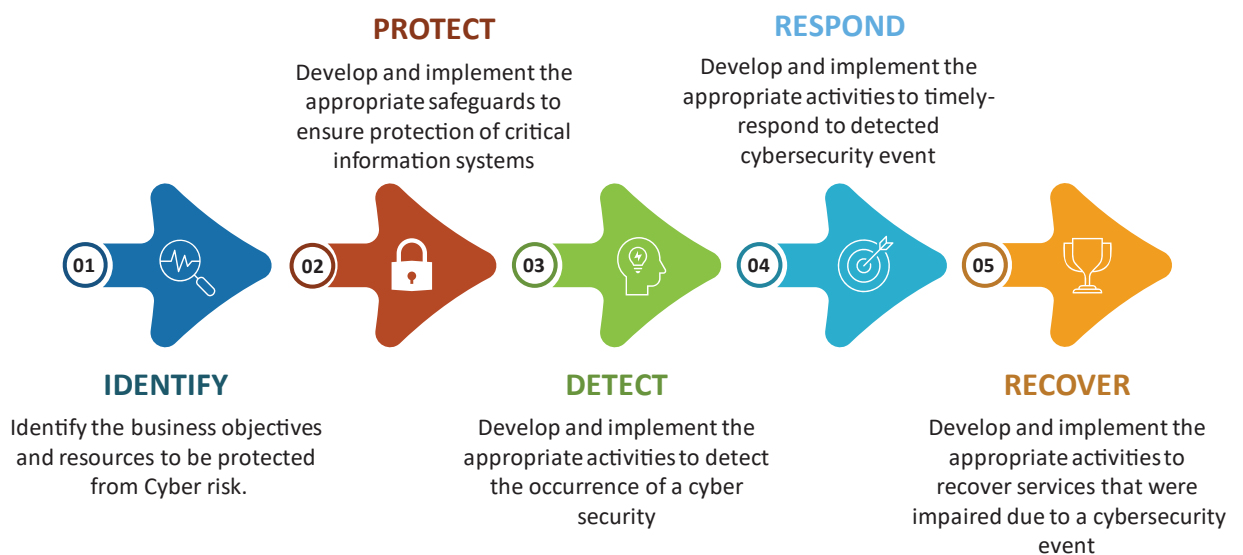 01
IDENTIFY
Identify the business objectives
and resources to be protected
from Cyber risk.
02
PROTECT
Develop and implement the
appropriate safeguards to
ensure protection of critical
information systems
03
DETECT
Develop and implement the
appropriate activities to detect
the occurrence of a cyber
security
04
RESPOND
Develop and implement the
appropriate activities to timely-
respond to detected
cybersecurity event
05
RECOVER
Develop and implement the
appropriate activities to
recover services that were
impaired due to a cybersecurity
event